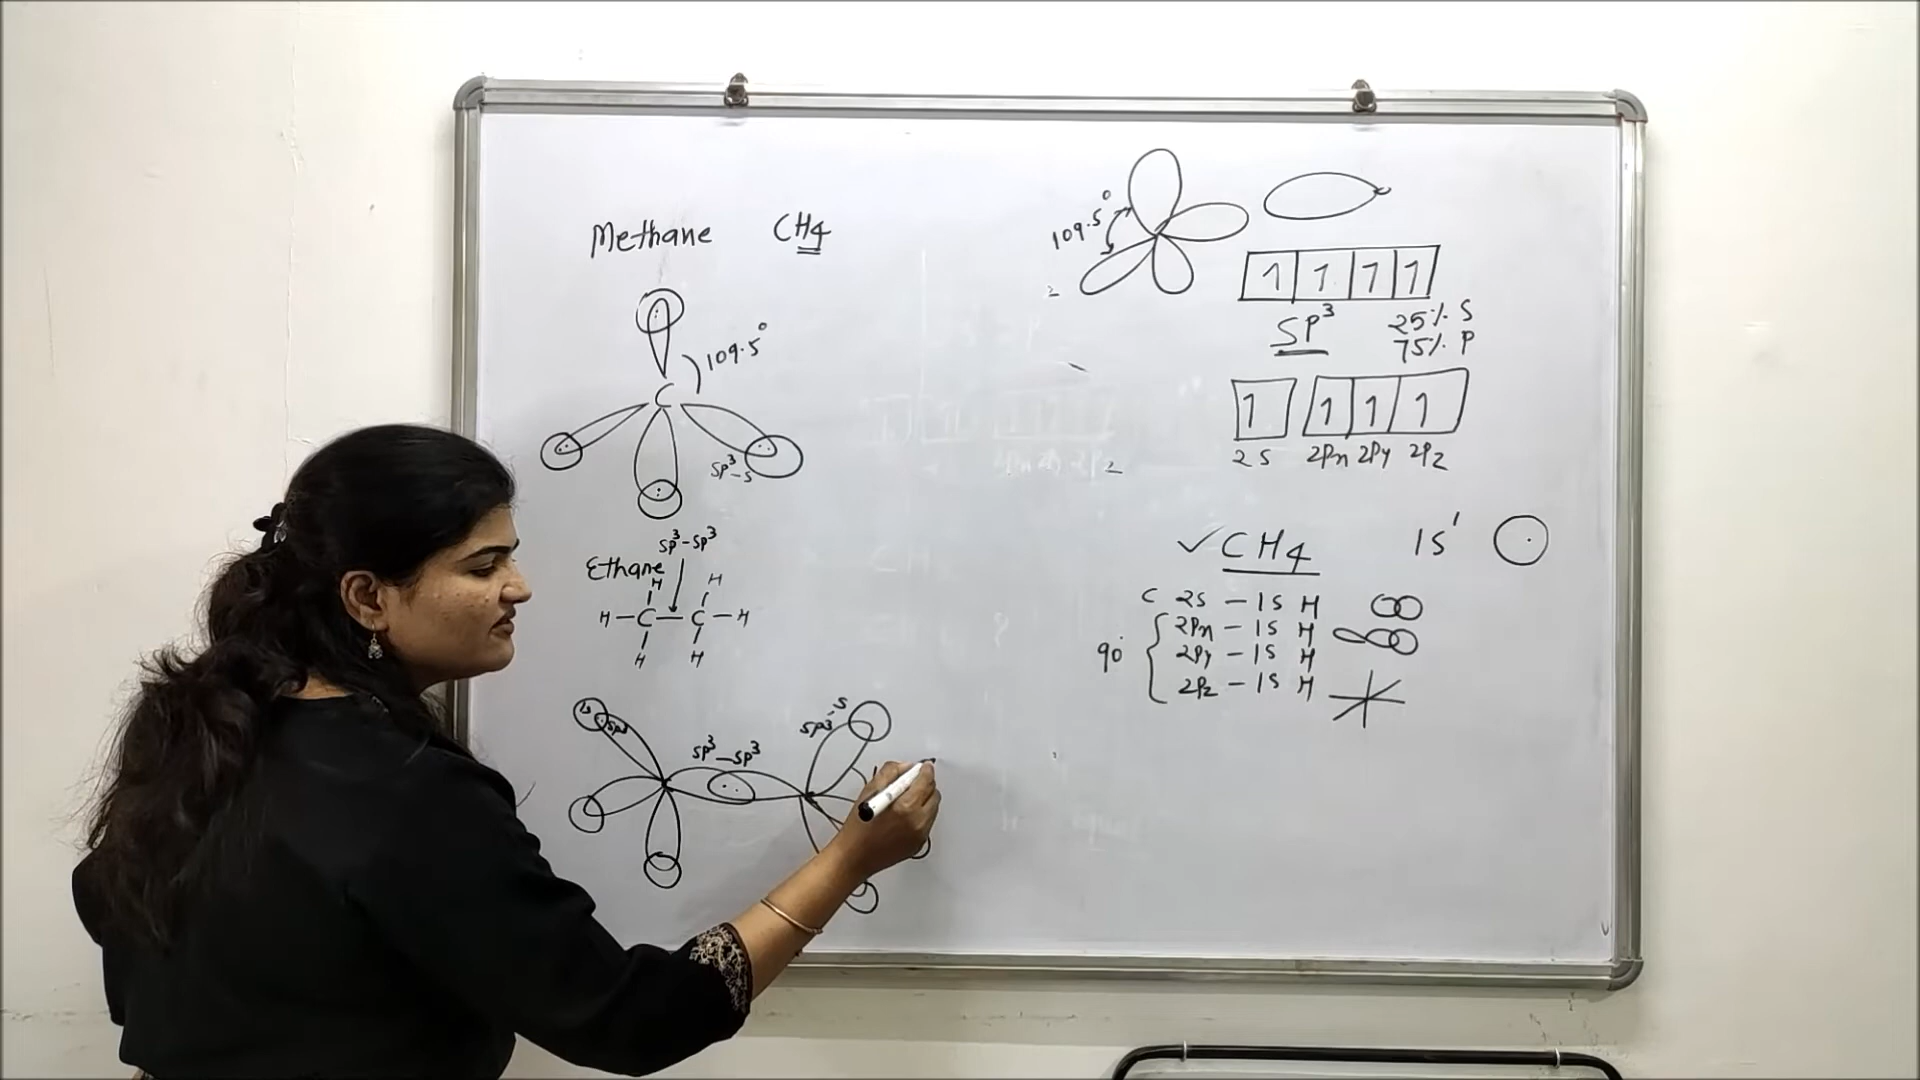 Methane CH4
109.5°
C
sp³-s
sp³-sp³
Ethane
H H
H-C-C-H
H H
1s sp³
sp³-sp³
sp³-s
109.5°
1 1 1 1
SP³
25% S
75% P
1 1 1 1
2S 2Px 2Py 2Pz
✓CH4 1S¹
C 2S - 1S H
2Px - 1S H
90° 2Py - 1S H
2Pz - 1S H